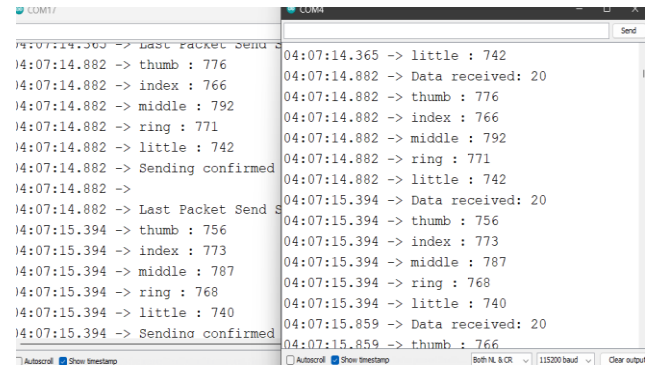 COM17
04:07:14.365 -> Last Packet Send S
04:07:14.882 -> thumb : 776
04:07:14.882 -> index : 766
04:07:14.882 -> middle : 792
04:07:14.882 -> ring : 771
04:07:14.882 -> little : 742
04:07:14.882 -> Sending confirmed
04:07:14.882 ->
04:07:14.882 -> Last Packet Send S
04:07:15.394 -> thumb : 756
04:07:15.394 -> index : 773
04:07:15.394 -> middle : 787
04:07:15.394 -> ring : 768
04:07:15.394 -> little : 740
04:07:15.394 -> Sending confirmed
Autoscroll Show timestamp
COM4
Send
04:07:14.365 -> little : 742
04:07:14.882 -> Data received: 20
04:07:14.882 -> thumb : 776
04:07:14.882 -> index : 766
04:07:14.882 -> middle : 792
04:07:14.882 -> ring : 771
04:07:14.882 -> little : 742
04:07:15.394 -> Data received: 20
04:07:15.394 -> thumb : 756
04:07:15.394 -> index : 773
04:07:15.394 -> middle : 787
04:07:15.394 -> ring : 768
04:07:15.394 -> little : 740
04:07:15.859 -> Data received: 20
04:07:15.859 -> thumb : 766
Autoscroll Show timestamp Both NL & CR 115200 baud Clear output